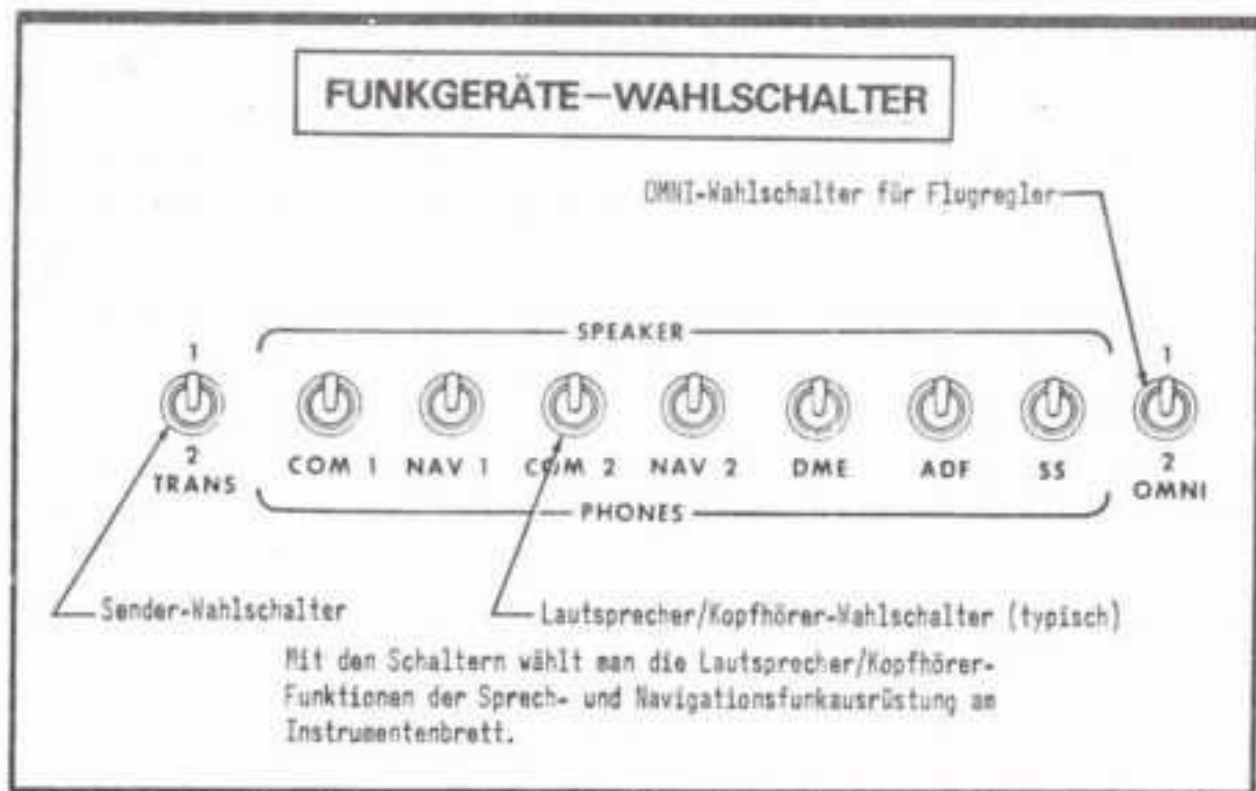 FUNKGERÄTE—WAHLSCHALTER
OMNI-Wahlschalter für Flugregler
SPEAKER
1
1
2
TRANS
COM 1 NAV 1 COM 2 NAV 2 DME ADF SS
2
OMNI
PHONES
Sender-Wahlschalter
Lautsprecher/Kopfhörer-Wahlschalter (typisch)
Mit den Schaltern wählt man die Lautsprecher/Kopfhörer-
Funktionen der Sprech- und Navigationsfunkausrüstung am
Instrumentenbrett.